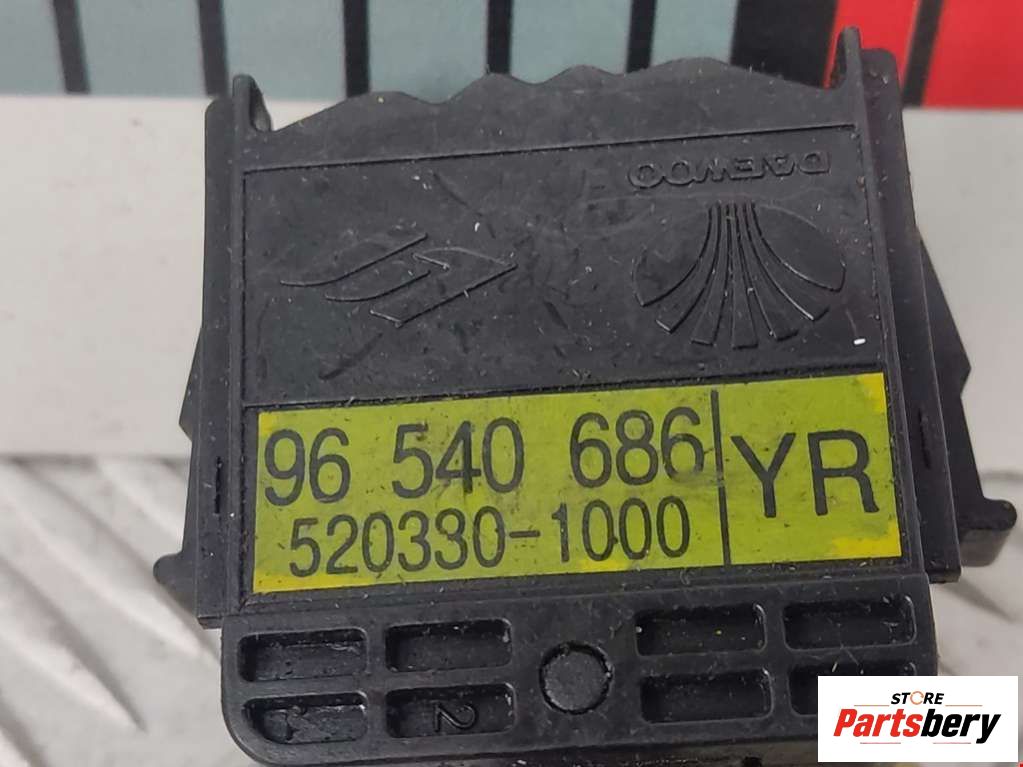 DAEWOO
96 540 686 YR
520330-1000
2
STORE
Partsbery